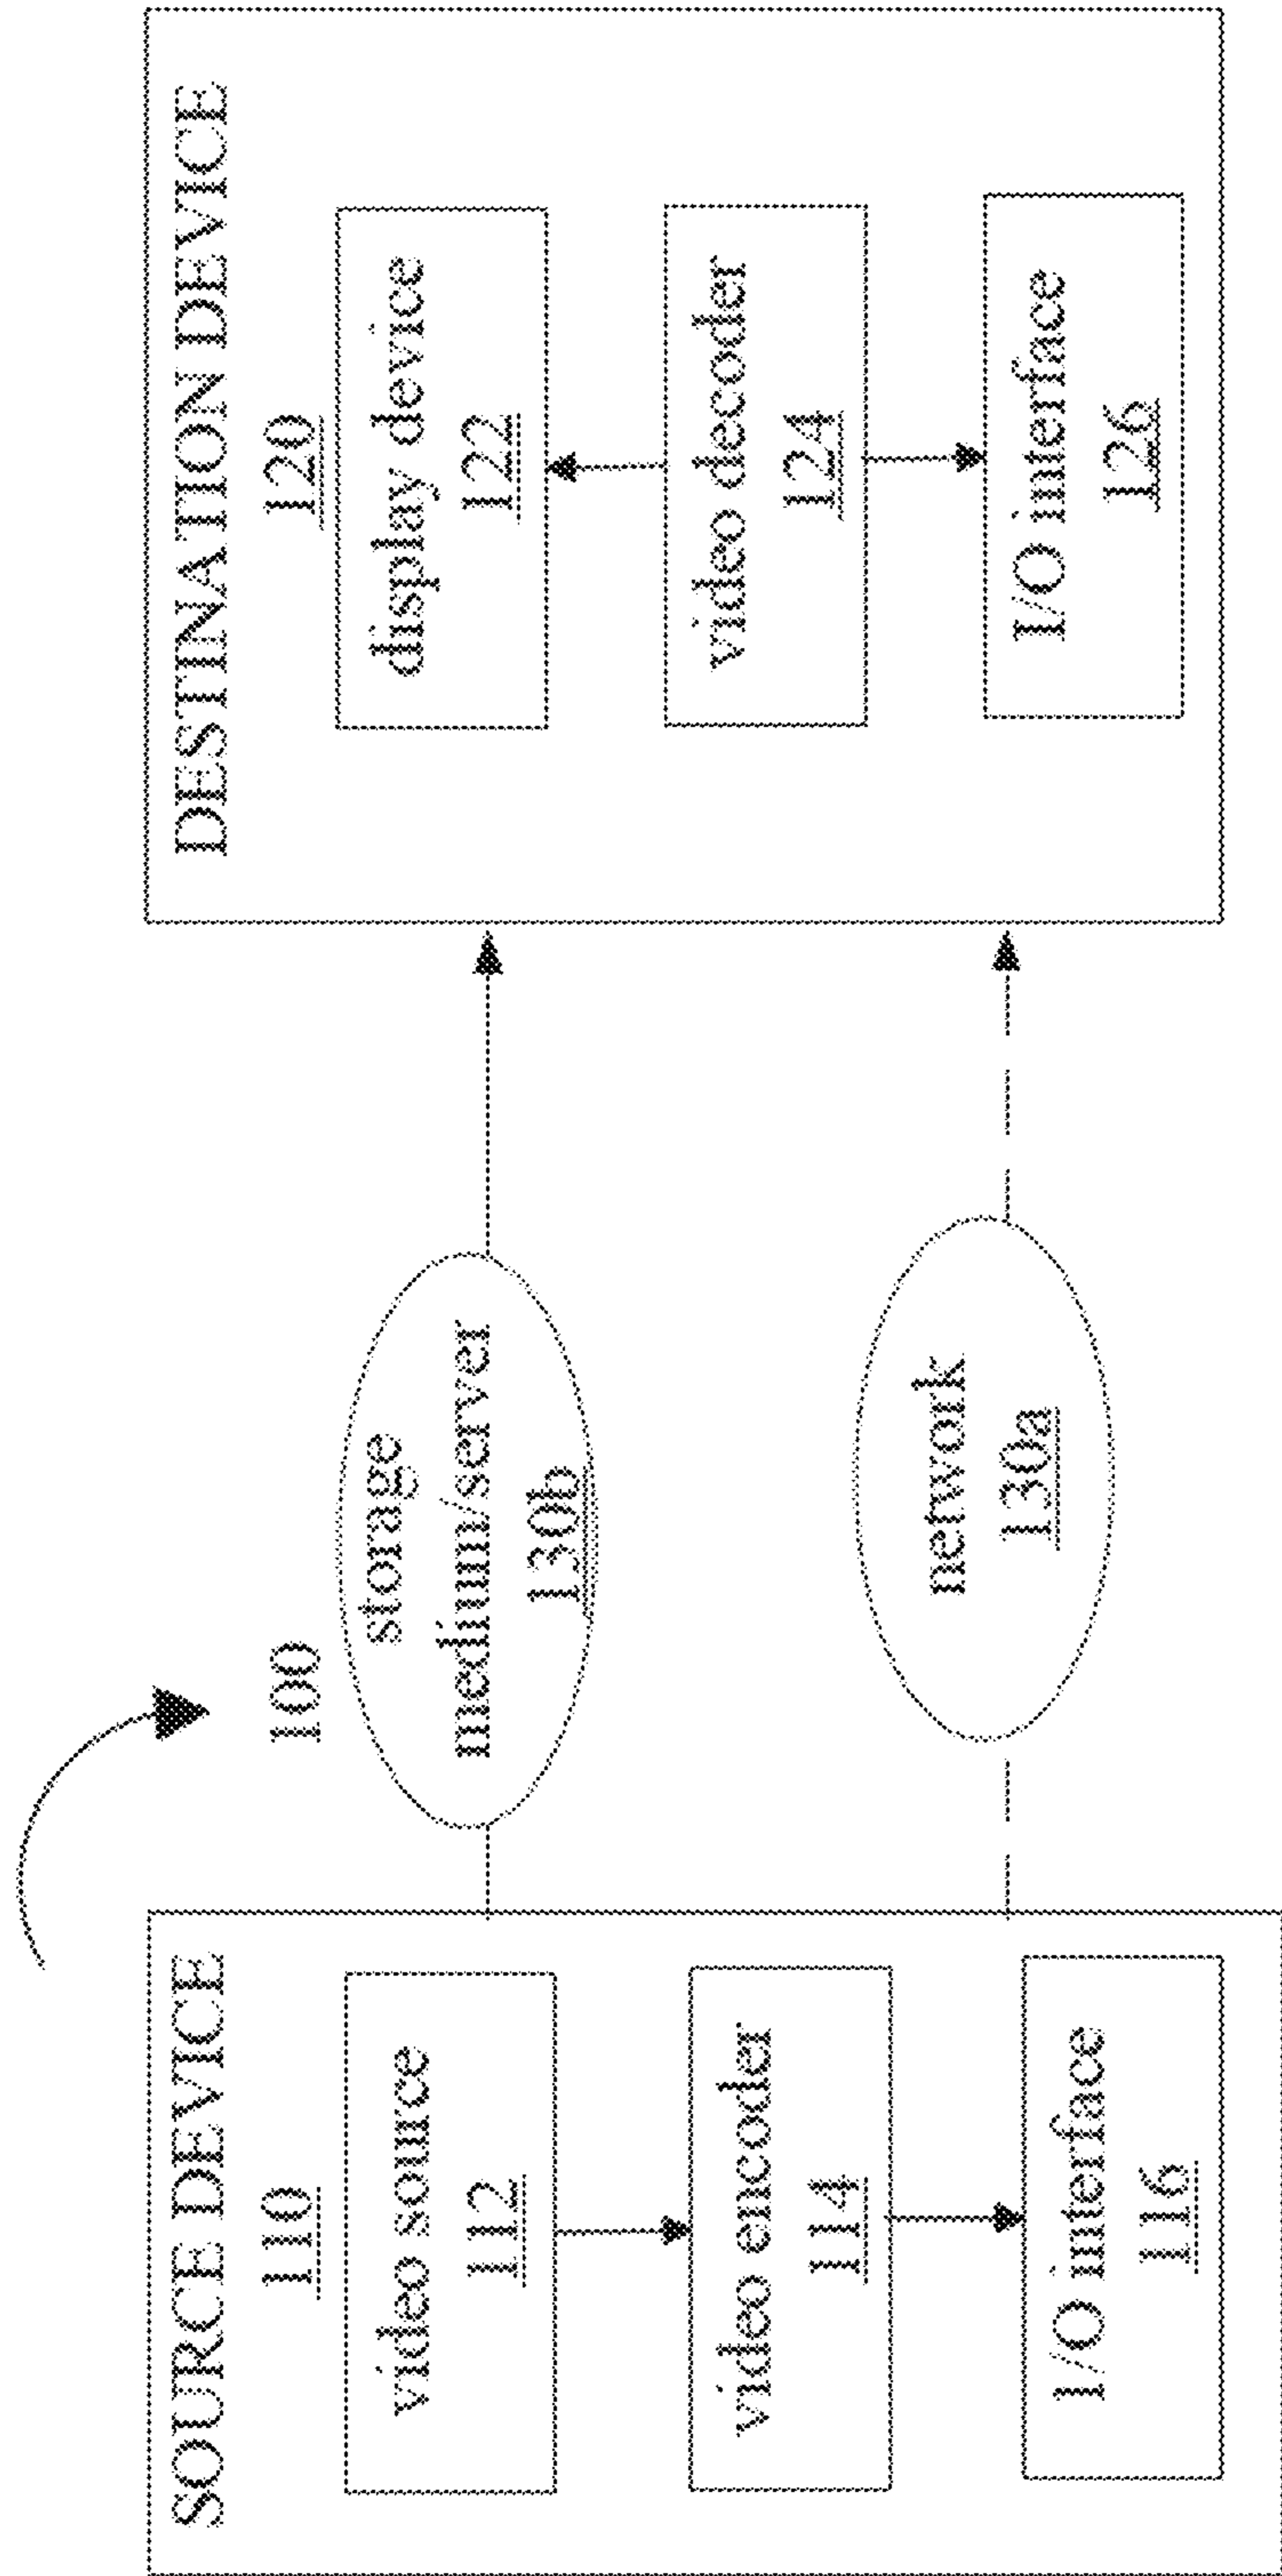 100
SOURCE DEVICE
110
video source
112
video encoder
114
I/O interface
116
storage
medium/server
130b
network
130a
DESTINATION DEVICE
120
display device
122
video decoder
124
I/O interface
126